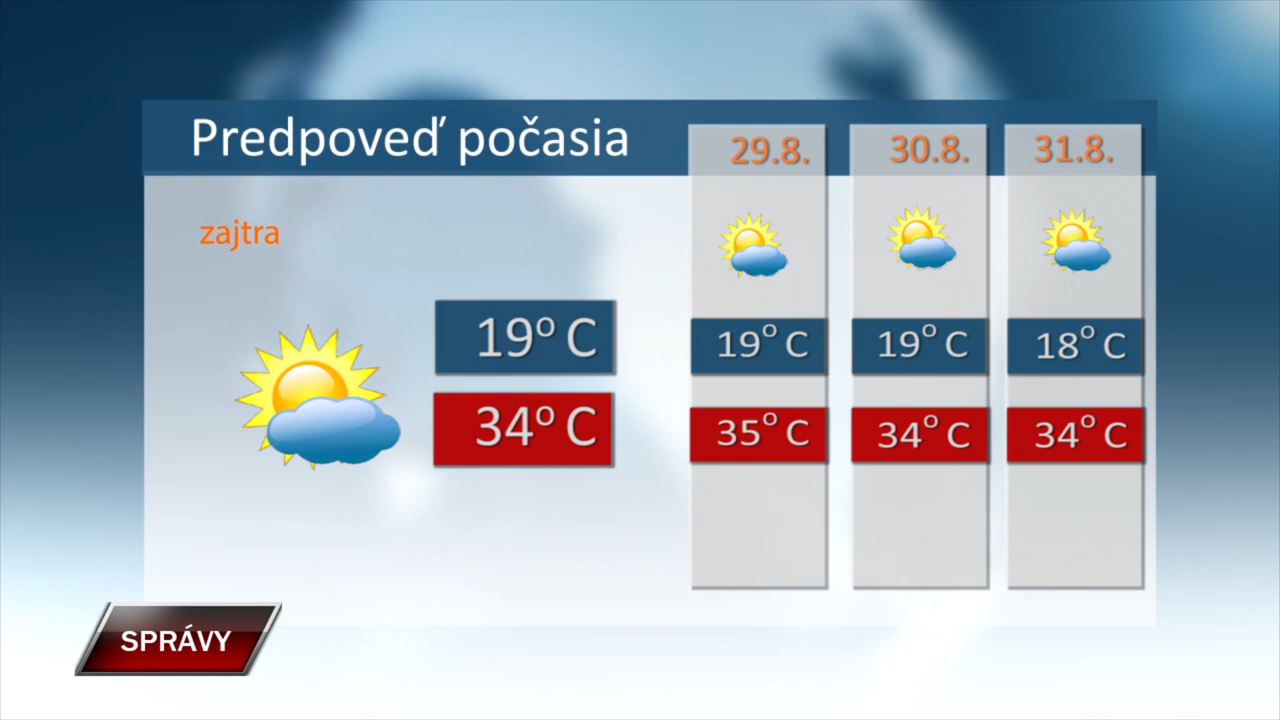 Predpoveď počasia
zajtra
19° C
34° C
29.8.
19° C
35° C
30.8.
19° C
34° C
31.8.
18° C
34° C
SPRÁVY